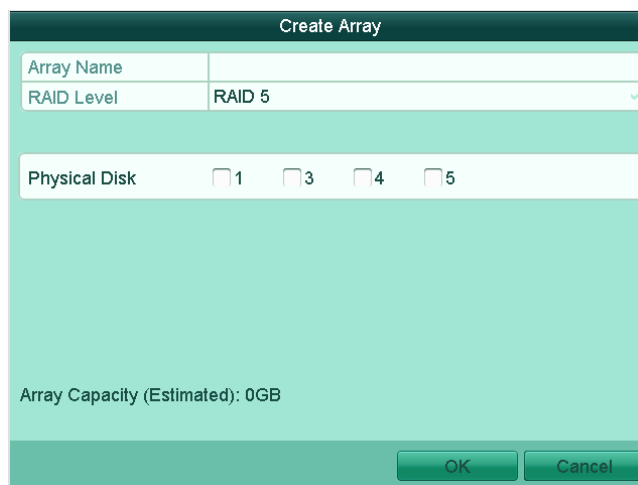 Create Array
Array Name
RAID Level RAID 5
Physical Disk 1 3 4 5
Array Capacity (Estimated): 0GB
OK Cancel